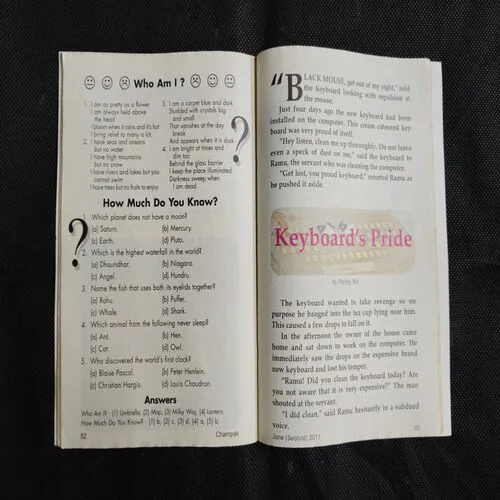 Who Am I ?
1. I am as pretty as a flower
I am always held above
the head
I bloom when it rains and it's hot
I bring relief to many a lot.
2. I have seas and oceans
but no water
I have high mountains
but no snow
I have rivers and lakes but you
cannot swim
I have trees but no fruits to enjoy.
3. I am a carpet blue and dark
Studded with crystals big
and small
That vanishes at the day
break
And appears when it is dusk.
4. I am bright at times and
dim too
Behind the glass barrier
I keep the place illuminated
Darkness sweep when
I am dead.
?
How Much Do You Know?
?
1. Which planet does not have a moon?
(a) Saturn. (b) Mercury.
(c) Earth. (d) Pluto.
2. Which is the highest waterfall in the world?
(a) Dhoundhar. (b) Niagara.
(c) Angel. (d) Hundru.
3. Name the fish that uses both its eyelids together?
(a) Rohu. (b) Puffer.
(c) Whale. (d) Shark.
4. Which animal from the following never sleep?
(a) Ant. (b) Hen.
(c) Cat. (d) Owl.
5. Who discovered the world's first clock?
(a) Blaise Pascal. (b) Peter Henlein.
(c) Christian Hargis. (d) Louis Chaudron.
Answers
Who Am I? : (1) Umbrella, (2) Map, (3) Milky Way, (4) Lantern.
How Much Do You Know? : (1) b, (2) c, (3) d, (4) a, (5) b.
52 Champak
"BLACK MOUSE, get out of my sight," said
the keyboard looking with repulsion at
the mouse.
Just four days ago the new keyboard had been
installed on the computer. This cream coloured key
board was very proud of itself.
"Hey listen, clean me up thoroughly. Do not leave
even a speck of dust on me," said the keyboard to
Ramu, the servant who was cleaning the computer.
"Get lost, you proud keyboard," retorted Ramu as
he pushed it aside.
Keyboard's Pride
The keyboard wanted to take revenge so on
purpose he banged into the tea cup lying near him.
This caused a few drops to fall on it.
In the afternoon the owner of the house came
home and sat down to work on the computer. He
immediately saw the drops on the expensive brand
new keyboard and lost his temper.
"Ramu! Did you clean the keyboard today? Are
you not aware that it is very expensive?" The man
shouted at the servant.
"I did clean," said Ramu hesitantly in a subdued
voice.
June (Second) 2011 53